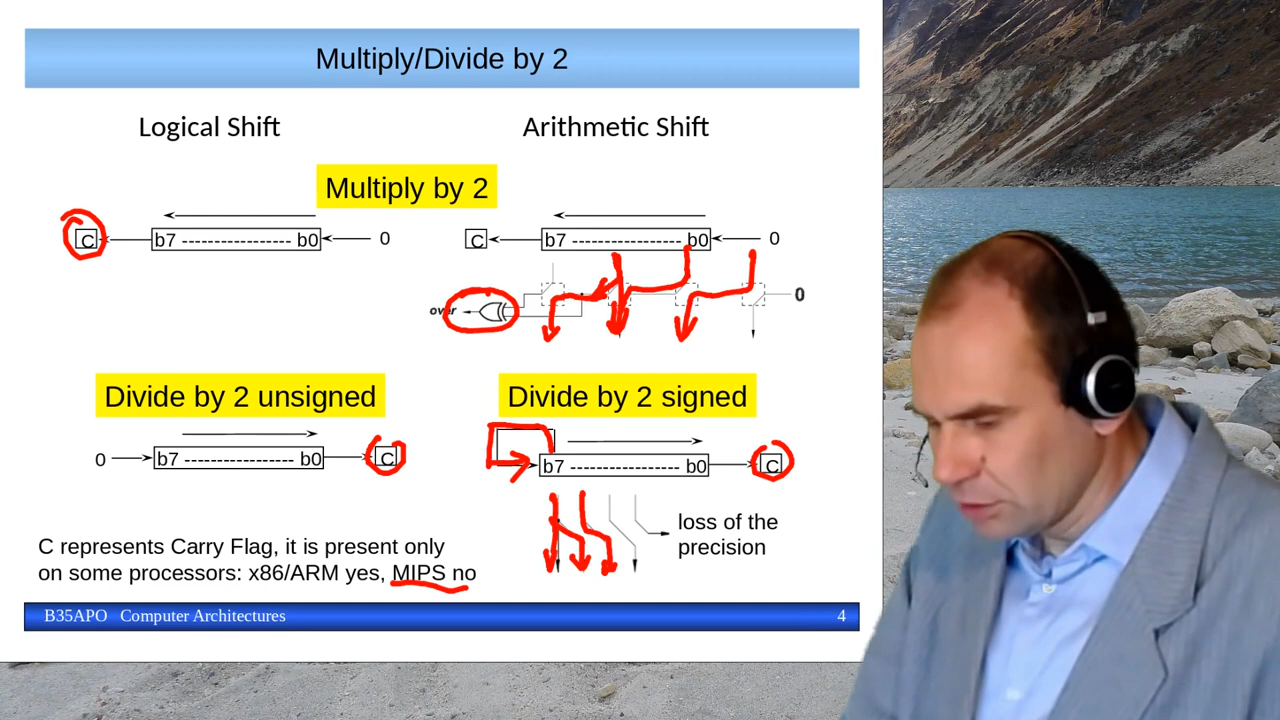 Multiply/Divide by 2
Logical Shift
Arithmetic Shift
Multiply by 2
C
b7 ----------------- b0
0
C
b7 ----------------- b0
0
over
0
Divide by 2 unsigned
Divide by 2 signed
0
b7 ----------------- b0
C
b7 ----------------- b0
C
loss of the
precision
C represents Carry Flag, it is present only
on some processors: x86/ARM yes, MIPS no
B35APO Computer Architectures
4